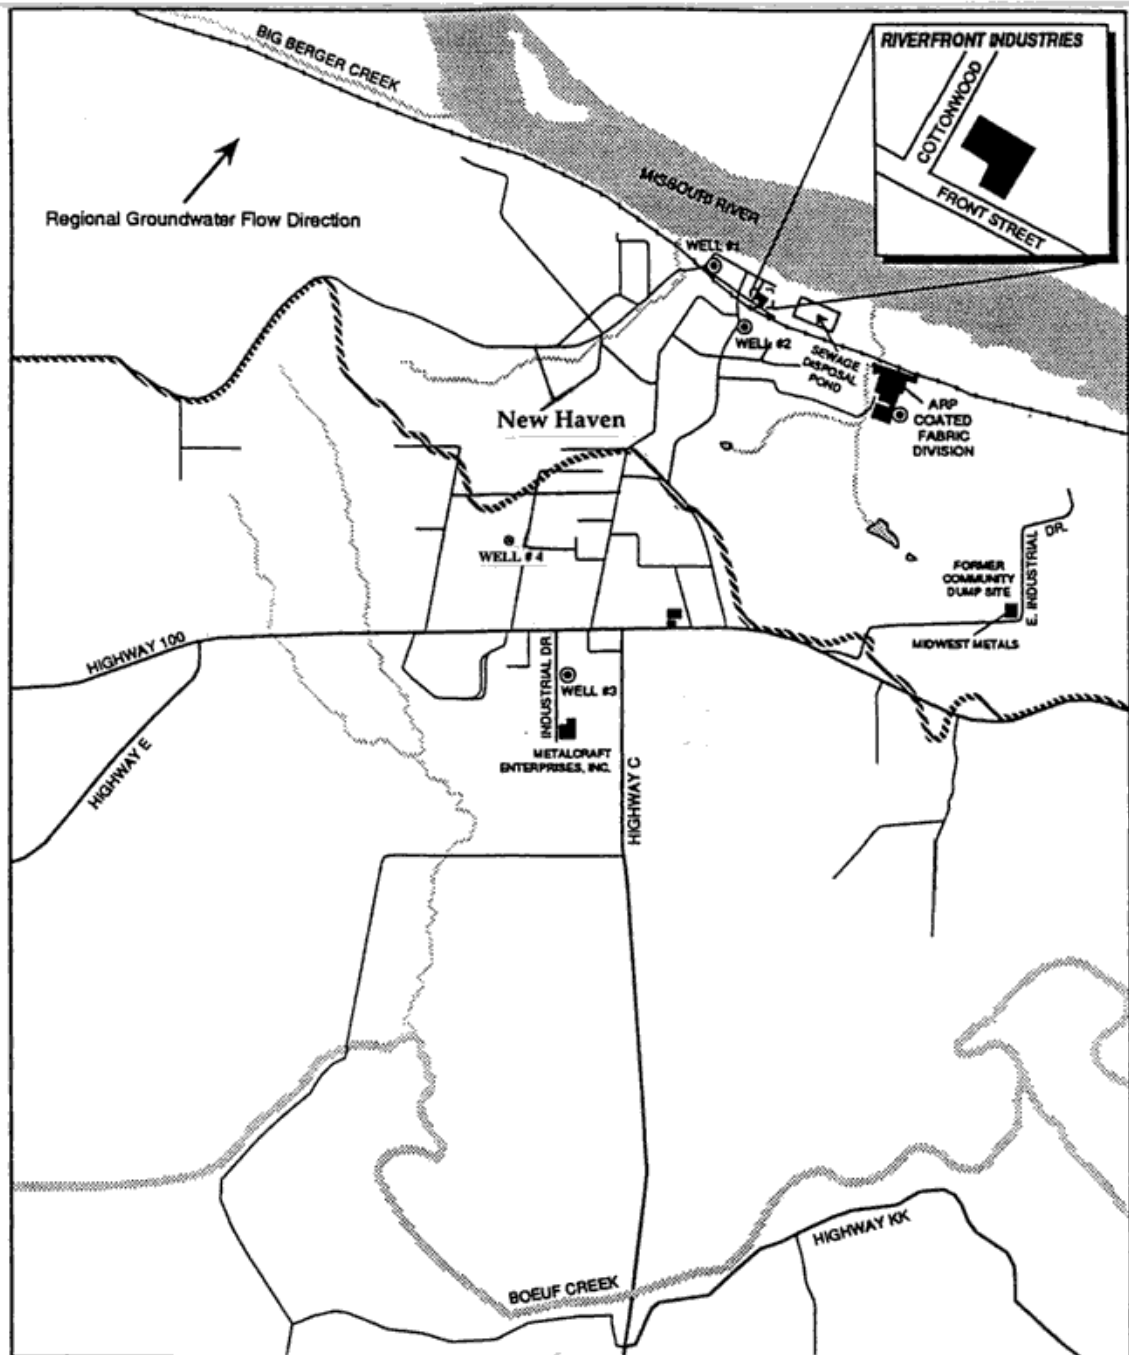 BIG BERGER CREEK
RIVERFRONT INDUSTRIES
COTTONWOOD
FRONT STREET
Regional Groundwater Flow Direction
MISSOURI RIVER
WELL #1
WELL #2
SEWAGE
DISPOSAL
POND
ARP
COATED
FABRIC
DIVISION
New Haven
WELL # 4
FORMER
COMMUNITY
DUMP SITE
E. INDUSTRIAL
DR.
MIDWEST METALS
HIGHWAY 100
INDUSTRIAL DR
WELL #3
METALCRAFT
ENTERPRISES, INC.
HIGHWAY E
HIGHWAY C
HIGHWAY KK
BOEUF CREEK